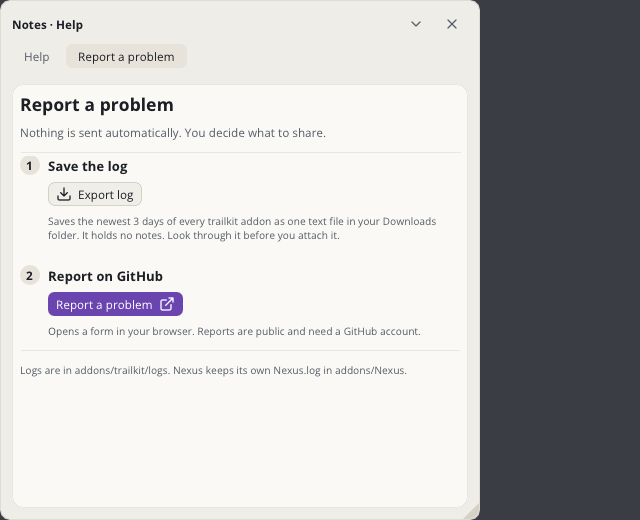 Notes · Help
Help
Report a problem
Report a problem
Nothing is sent automatically. You decide what to share.
1
Save the log
Export log
Saves the newest 3 days of every trailkit addon as one text file in your Downloads
folder. It holds no notes. Look through it before you attach it.
2
Report on GitHub
Report a problem
Opens a form in your browser. Reports are public and need a GitHub account.
Logs are in addons/trailkit/logs. Nexus keeps its own Nexus.log in addons/Nexus.